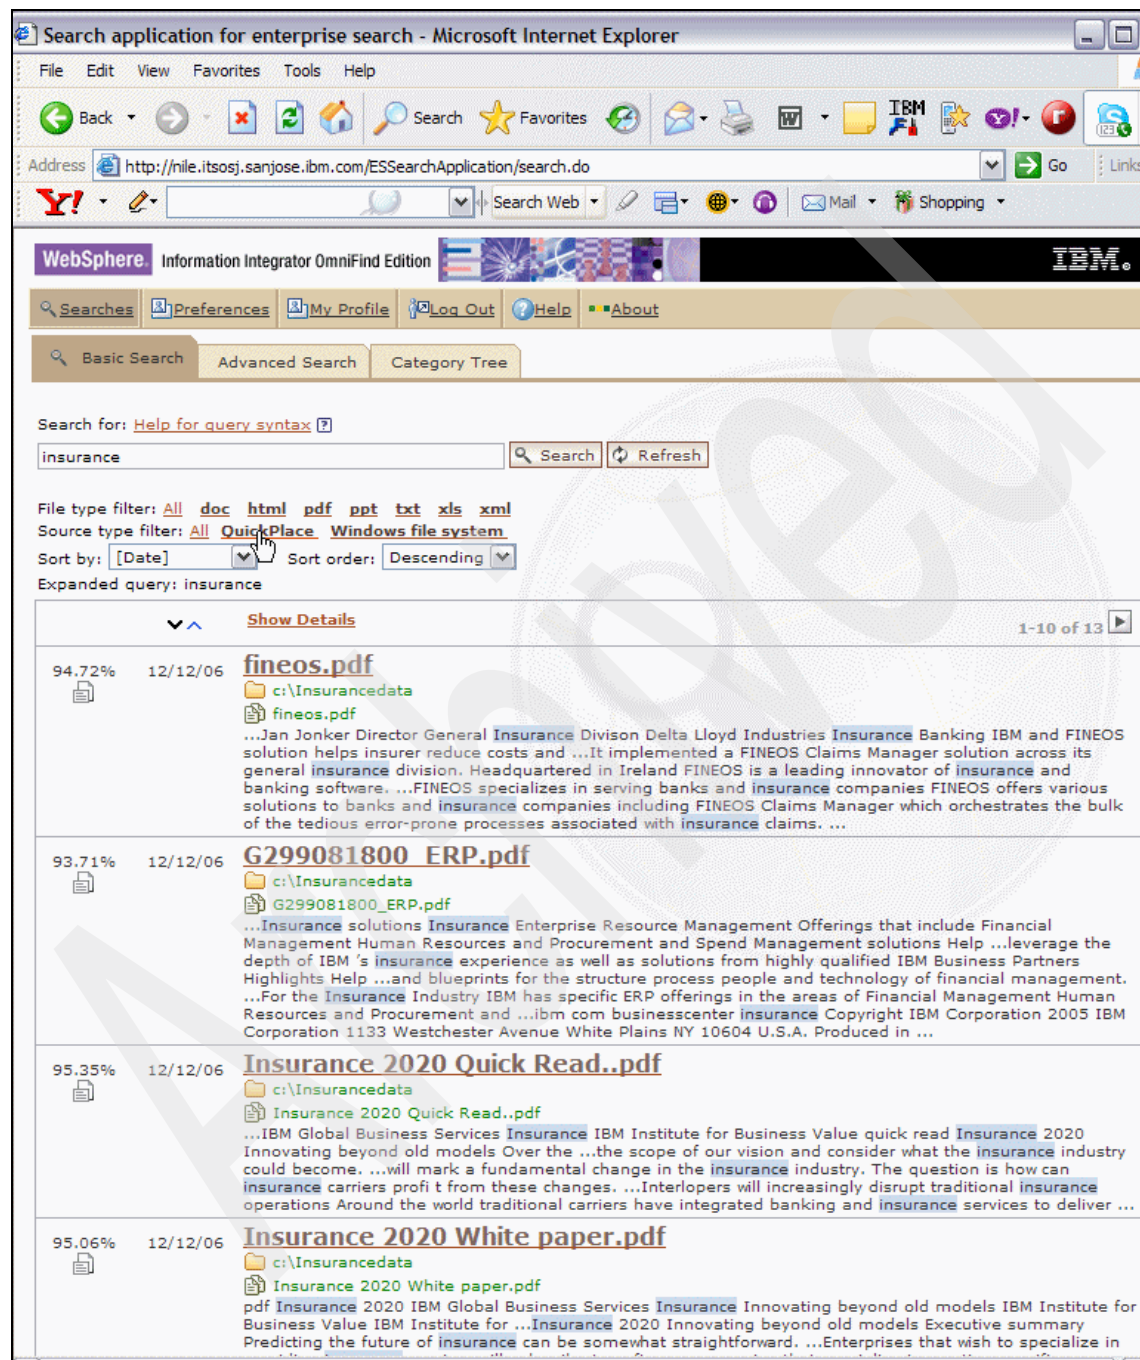 Search application for enterprise search - Microsoft Internet Explorer
File Edit View Favorites Tools Help
Back Search Favorites IBM
Address http://nile.itsosj.sanjose.ibm.com/ESSearchApplication/search.do Go Links
Y! Search Web Mail Shopping
WebSphere. Information Integrator OmniFind Edition IBM.
Searches Preferences My Profile Log Out Help About
Basic Search Advanced Search Category Tree
Search for: Help for query syntax ?
insurance Search Refresh
File type filter: All doc html pdf ppt txt xls xml
Source type filter: All QuickPlace Windows file system
Sort by: [Date] Sort order: Descending
Expanded query: insurance
Show Details 1-10 of 13
94.72% 12/12/06 fineos.pdf
c:\Insurancedata
fineos.pdf
...Jan Jonker Director General Insurance Divison Delta Lloyd Industries Insurance Banking IBM and FINEOS
solution helps insurer reduce costs and ...It implemented a FINEOS Claims Manager solution across its
general insurance division. Headquartered in Ireland FINEOS is a leading innovator of insurance and
banking software. ...FINEOS specializes in serving banks and insurance companies FINEOS offers various
solutions to banks and insurance companies including FINEOS Claims Manager which orchestrates the bulk
of the tedious error-prone processes associated with insurance claims. ...
93.71% 12/12/06 G299081800_ERP.pdf
c:\Insurancedata
G299081800_ERP.pdf
...Insurance solutions Insurance Enterprise Resource Management Offerings that include Financial
Management Human Resources and Procurement and Spend Management solutions Help ...leverage the
depth of IBM 's insurance experience as well as solutions from highly qualified IBM Business Partners
Highlights Help ...and blueprints for the structure process people and technology of financial management.
...For the Insurance Industry IBM has specific ERP offerings in the areas of Financial Management Human
Resources and Procurement and ...ibm com businesscenter insurance Copyright IBM Corporation 2005 IBM
Corporation 1133 Westchester Avenue White Plains NY 10604 U.S.A. Produced in ...
95.35% 12/12/06 Insurance 2020 Quick Read..pdf
c:\Insurancedata
Insurance 2020 Quick Read..pdf
...IBM Global Business Services Insurance IBM Institute for Business Value quick read Insurance 2020
Innovating beyond old models Over the ...the scope of our vision and consider what the insurance industry
could become. ...will mark a fundamental change in the insurance industry. The question is how can
insurance carriers profi t from these changes. ...Interlopers will increasingly disrupt traditional insurance
operations Around the world traditional carriers have integrated banking and insurance services to deliver ...
95.06% 12/12/06 Insurance 2020 White paper.pdf
c:\Insurancedata
Insurance 2020 White paper.pdf
pdf Insurance 2020 IBM Global Business Services Insurance Innovating beyond old models IBM Institute for
Business Value IBM Institute for ...Insurance 2020 Innovating beyond old models Executive summary
Predicting the future of insurance can be somewhat straightforward. ...Enterprises that wish to specialize in
Archived